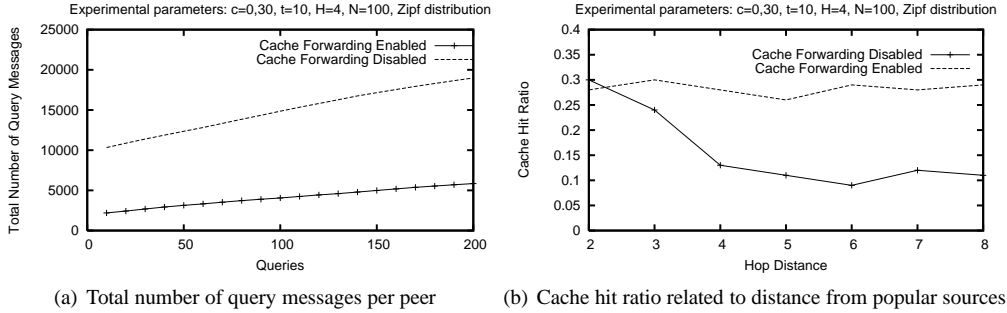 Experimental parameters: c=0,30, t=10, H=4, N=100, Zipf distribution
Total Number of Query Messages
25000
20000
15000
10000
5000
0
Cache Forwarding Enabled
Cache Forwarding Disabled
0
50
100
150
200
Queries
(a) Total number of query messages per peer
Experimental parameters: c=0,30, t=10, H=4, N=100, Zipf distribution
Cache Hit Ratio
0.4
0.35
0.3
0.25
0.2
0.15
0.1
0.05
0
Cache Forwarding Disabled
Cache Forwarding Enabled
2
3
4
5
6
7
8
Hop Distance
(b) Cache hit ratio related to distance from popular sources